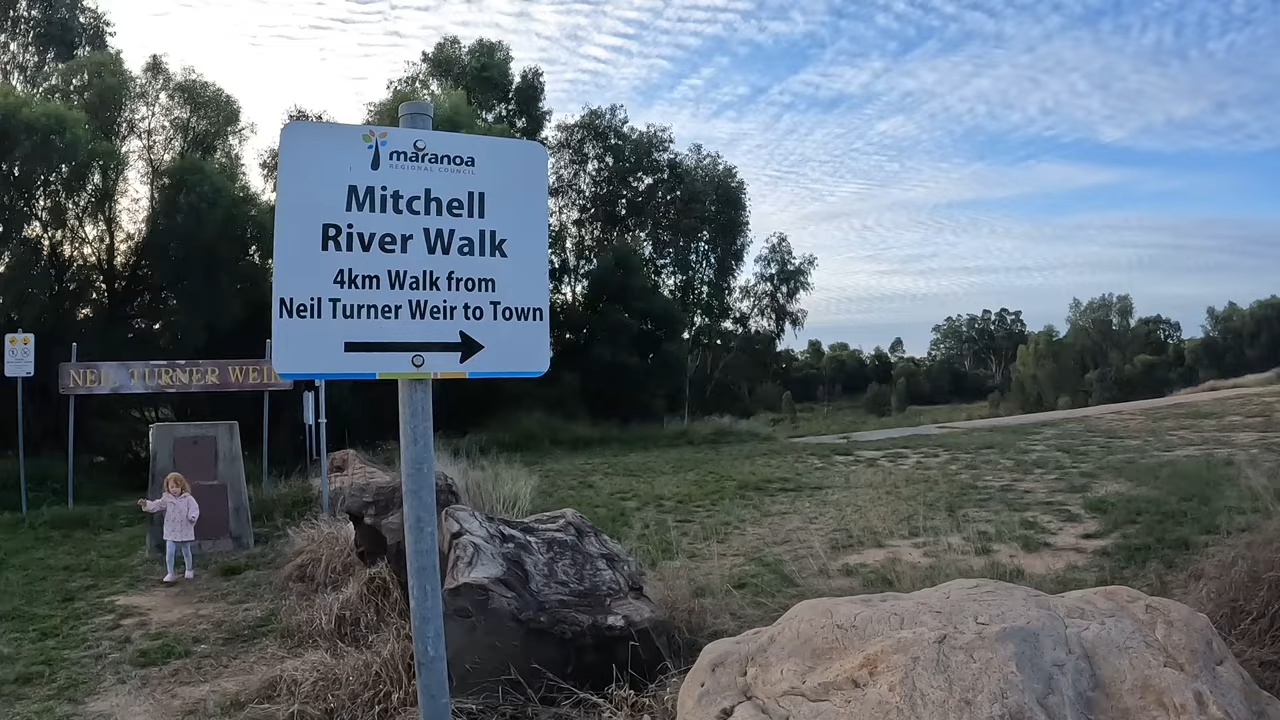 maranoa
REGIONAL COUNCIL
Mitchell
River Walk
4km Walk from
Neil Turner Weir to Town
NEIL TURNER WEIR